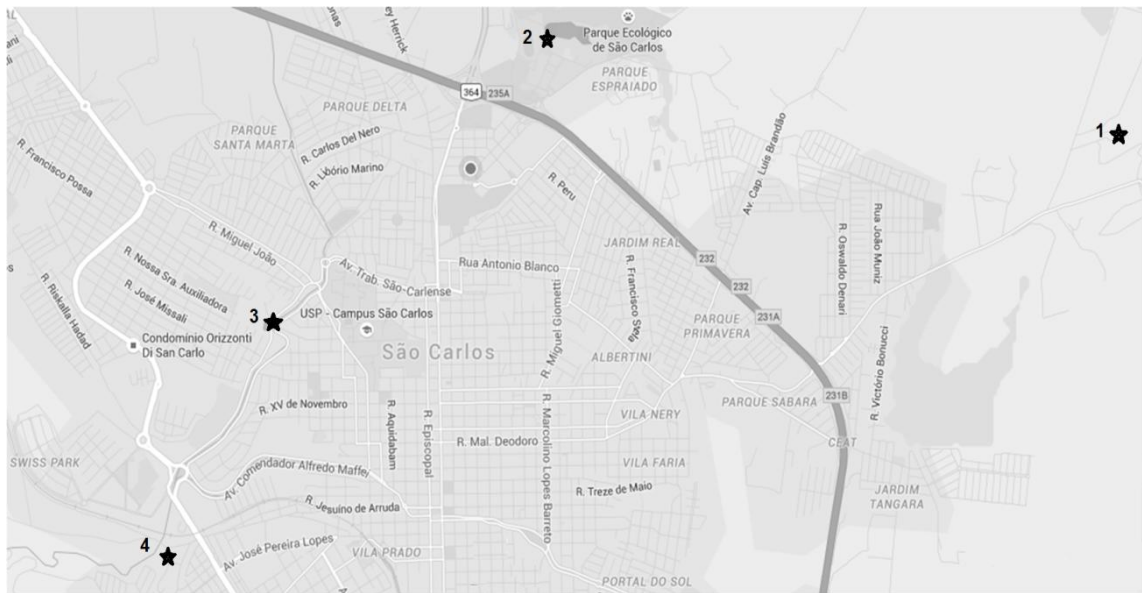 2
Parque Ecológico
de São Carlos
PARQUE
ESPRAIADO
ey Herrick
364
235A
1
PARQUE DELTA
PARQUE
SANTA MARTA
R. Carlos Del Nero
R. Libório Marino
R. Francisco Possa
R. Peru
Av. Cap. Luis Brandão
R. Miguel João
Av. Trab. São-Carlense
Rua Antonio Blanco
JARDIM REAL
232
232
231A
R. Oswaldo Denari
Rua João Muniz
R. Nossa Sra. Auxiliadora
R. José Missali
R. Riskalla Hadad
3
USP - Campus São Carlos
Condomínio Orizzonti
Di San Carlo
São Carlos
R. Miguel Giometti
PARQUE
PRIMAVERA
ALBERTINI
R. Victório Bonucci
231B
PARQUE SABARA
R. XV de Novembro
R. Aquidabam
R. Episcopal
R. Marcolino Lopes Barreto
VILA NERY
R. Mal. Deodoro
CEAT
SWISS PARK
Av. Comendador Alfredo Maffei
VILA FARIA
R. Treze de Maio
JARDIM
TANGARA
R. Jesuíno de Arruda
4
Av. José Pereira Lopes
VILA PRADO
PORTAL DO SOL